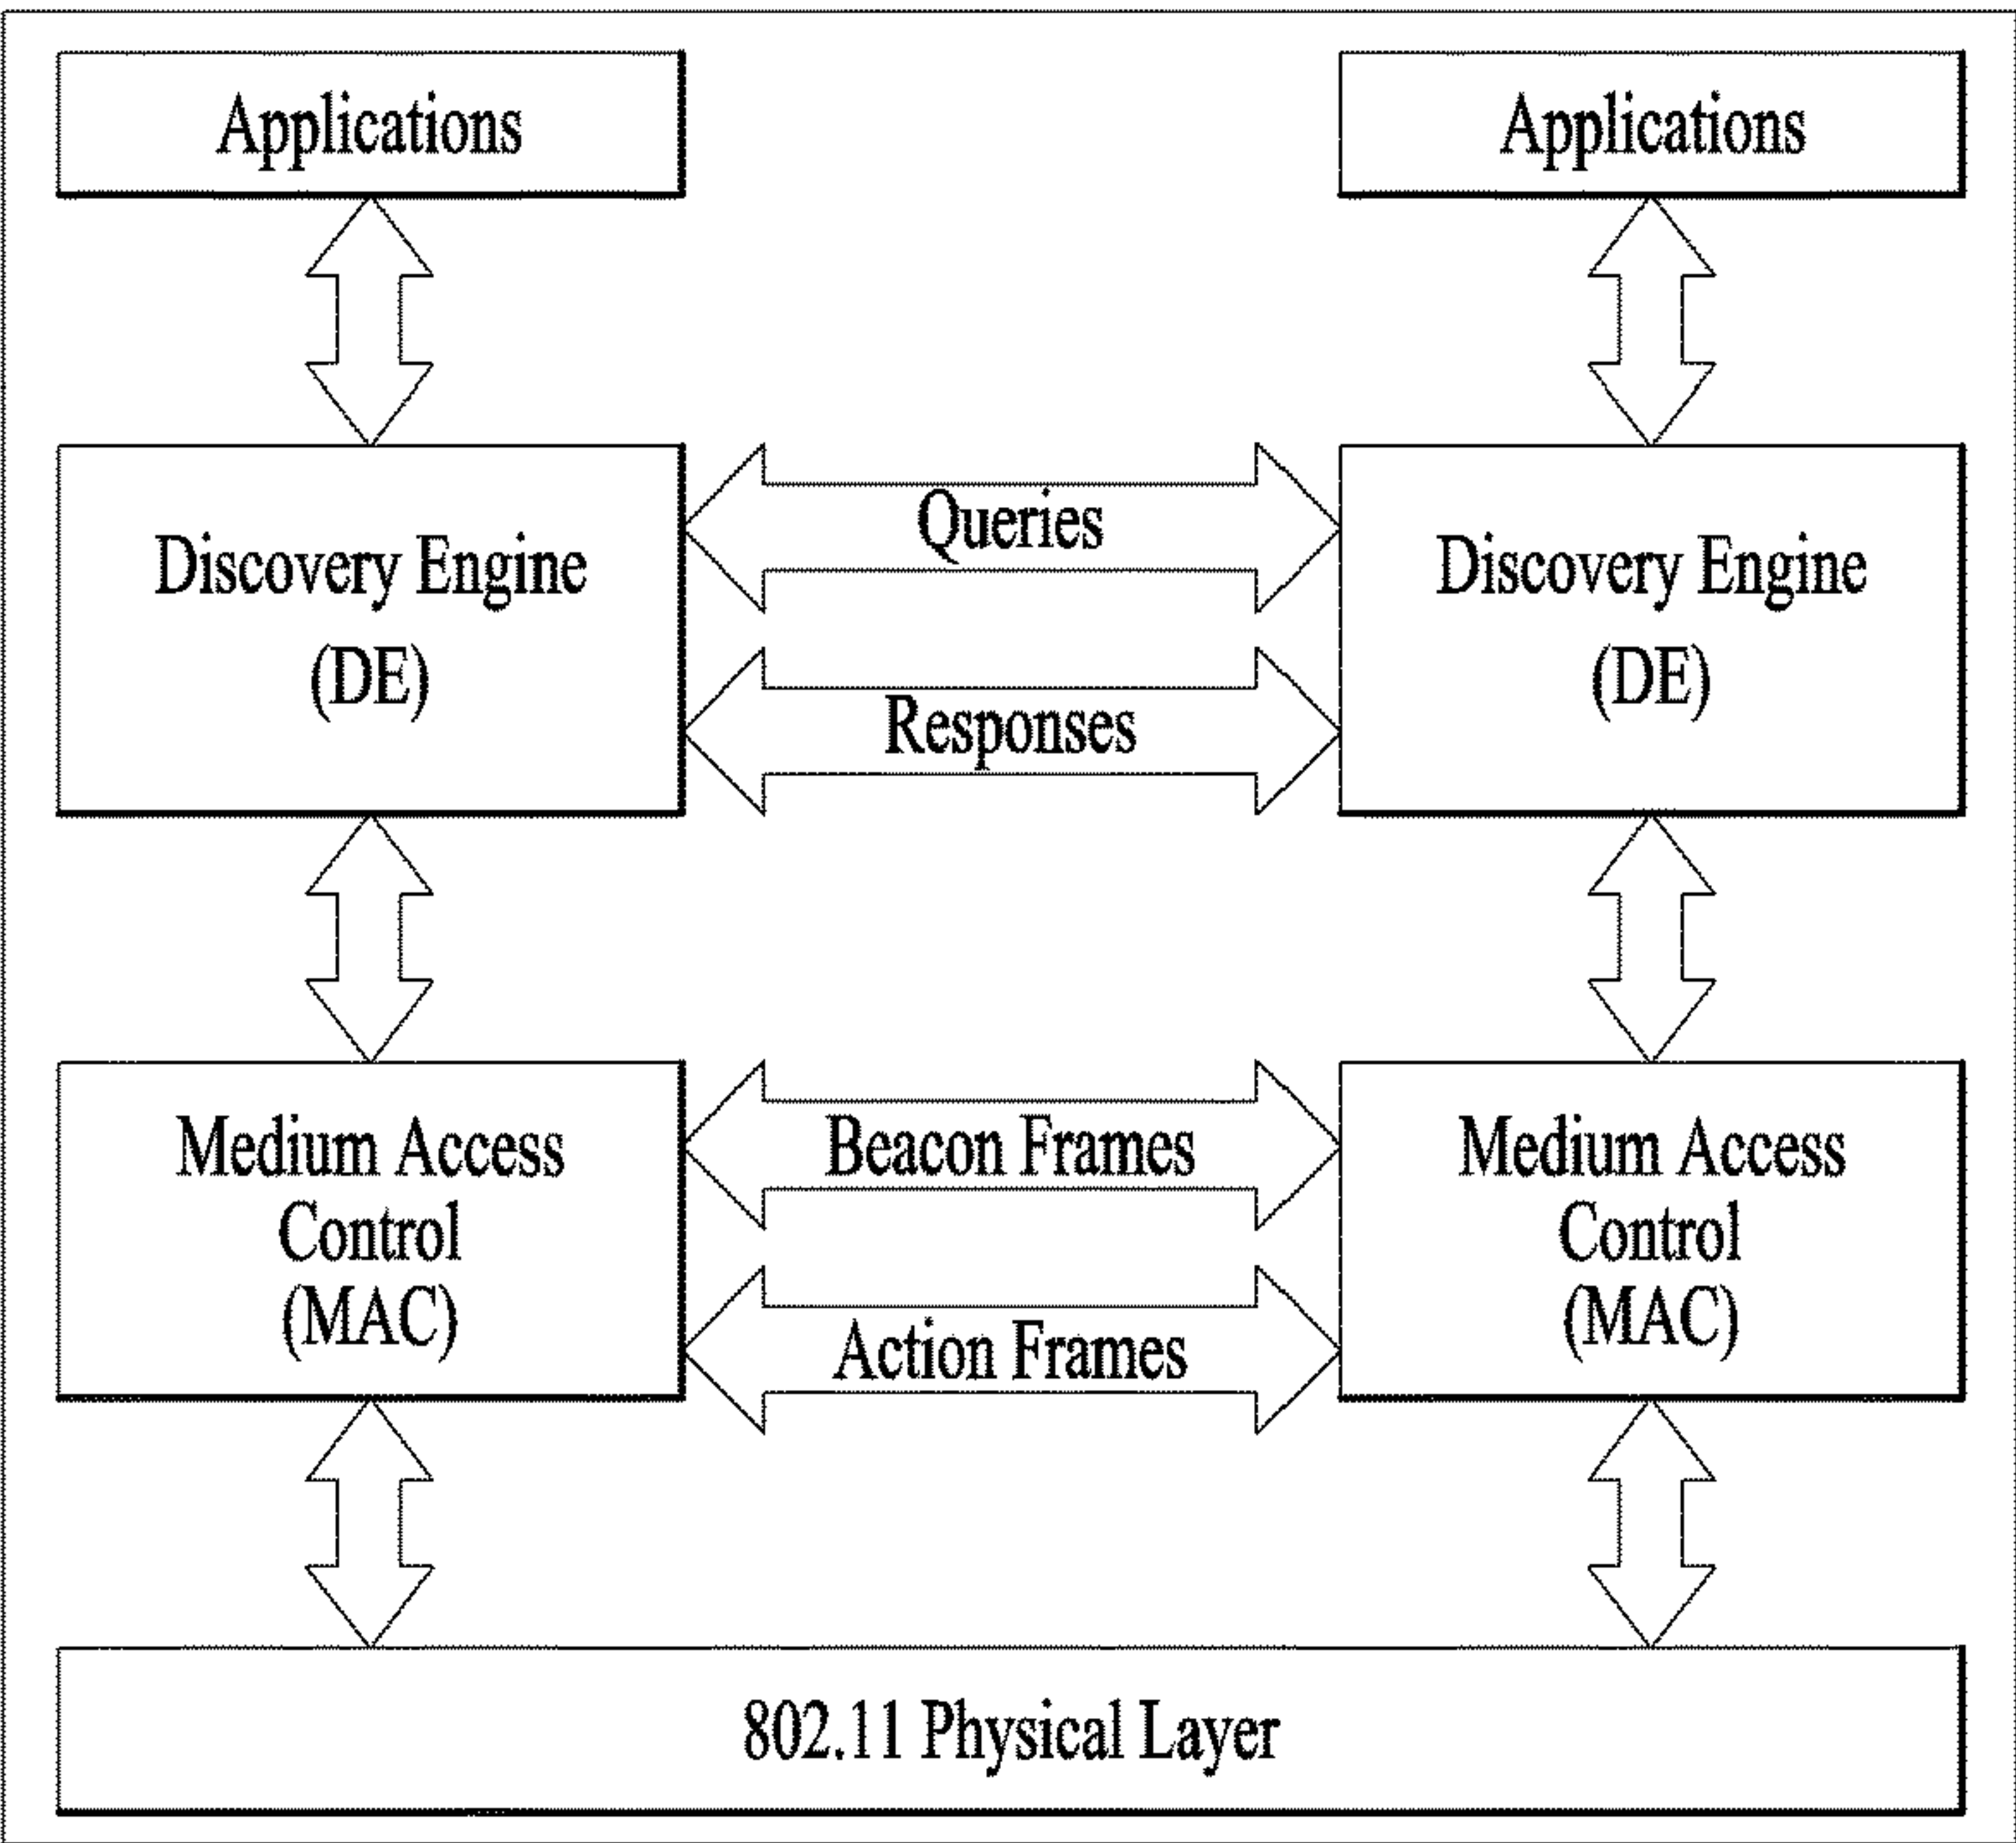 Applications
Applications
Discovery Engine
(DE)
Queries
Responses
Discovery Engine
(DE)
Medium Access
Control
(MAC)
Beacon Frames
Action Frames
Medium Access
Control
(MAC)
802.11 Physical Layer